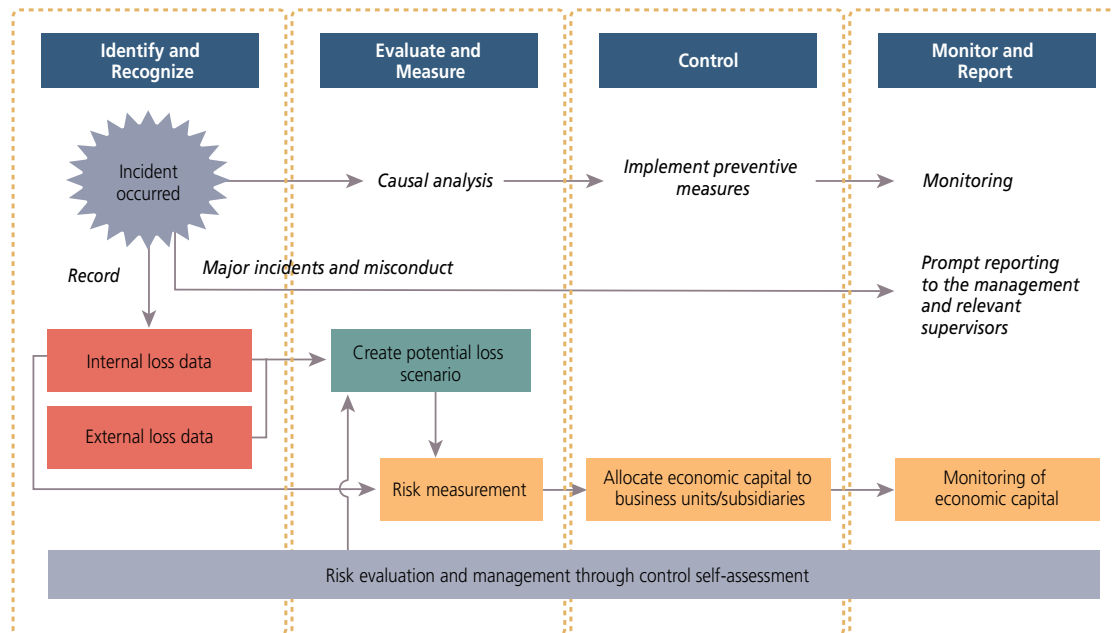 Identify and
Recognize
Evaluate and
Measure
Control
Monitor and
Report
Incident
occurred
Causal analysis
Implement preventive
measures
Monitoring
Record
Major incidents and misconduct
Prompt reporting
to the management
and relevant
supervisors
Internal loss data
Create potential loss
scenario
External loss data
Risk measurement
Allocate economic capital to
business units/subsidiaries
Monitoring of
economic capital
Risk evaluation and management through control self-assessment